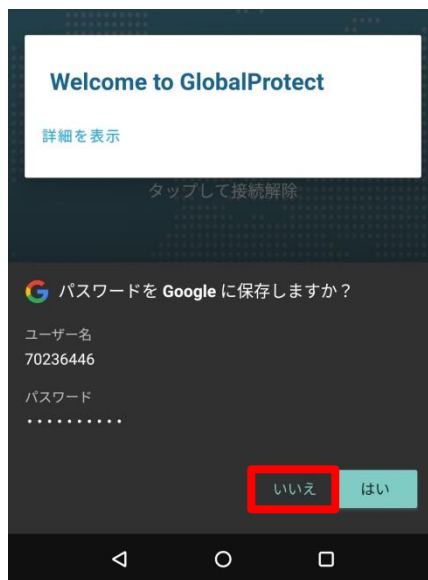 Welcome to GlobalProtect
詳細を表示
タップして接続解除
パスワードを Google に保存しますか？
ユーザー名
70236446
パスワード
••••••••••
いいえ
はい